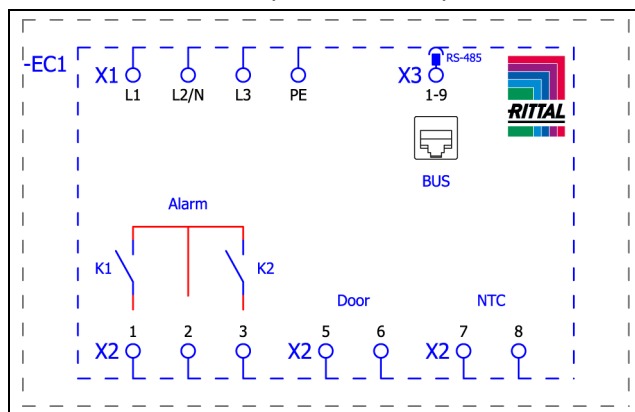 -EC1
X1
L1
L2/N
L3
PE
X3
RS-485
1-9
RITTAL
BUS
Alarm
K1
K2
Door
NTC
X2
1
2
3
X2
5
6
X2
7
8